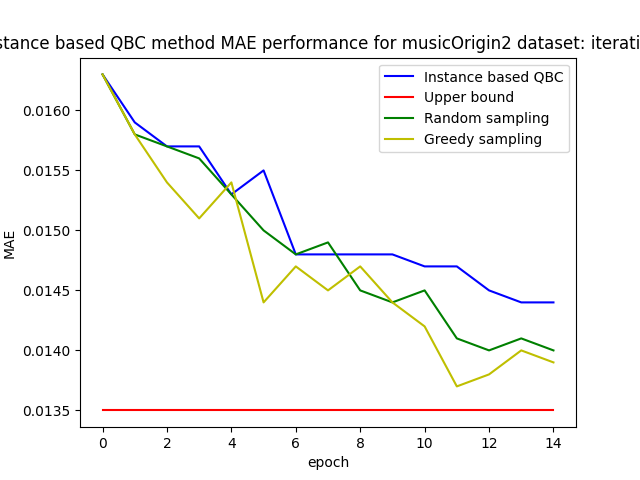 stance based QBC method MAE performance for musicOrigin2 dataset: iterati
Instance based QBC
Upper bound
Random sampling
Greedy sampling
0.0160
0.0155
0.0150
0.0145
0.0140
0.0135
MAE
0 2 4 6 8 10 12 14
epoch